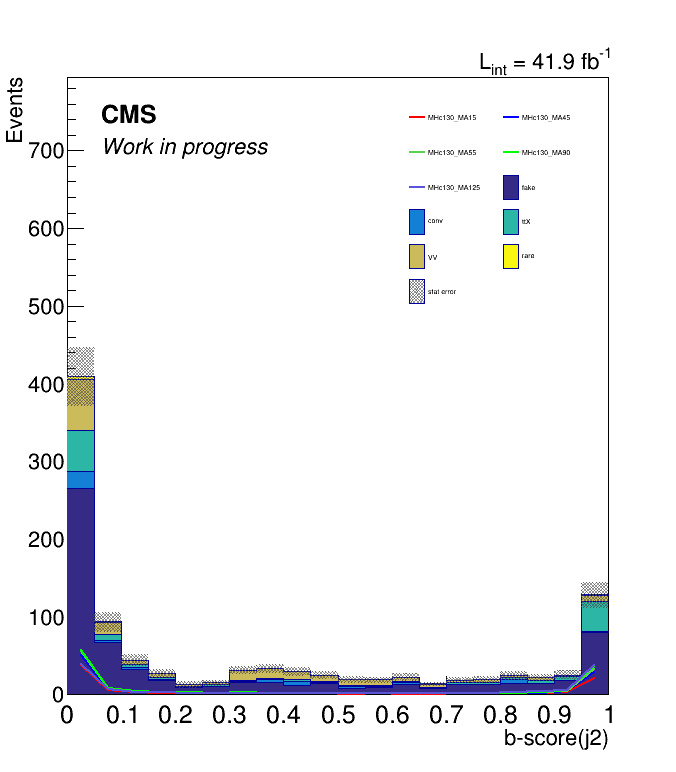 L_int = 41.9 fb^-1
Events
CMS
Work in progress
MHc130_MA15
MHc130_MA45
MHc130_MA55
MHc130_MA90
MHc130_MA125
fake
conv
ttX
VV
rare
stat error
700
600
500
400
300
200
100
0
0 0.1 0.2 0.3 0.4 0.5 0.6 0.7 0.8 0.9 1
b-score(j2)